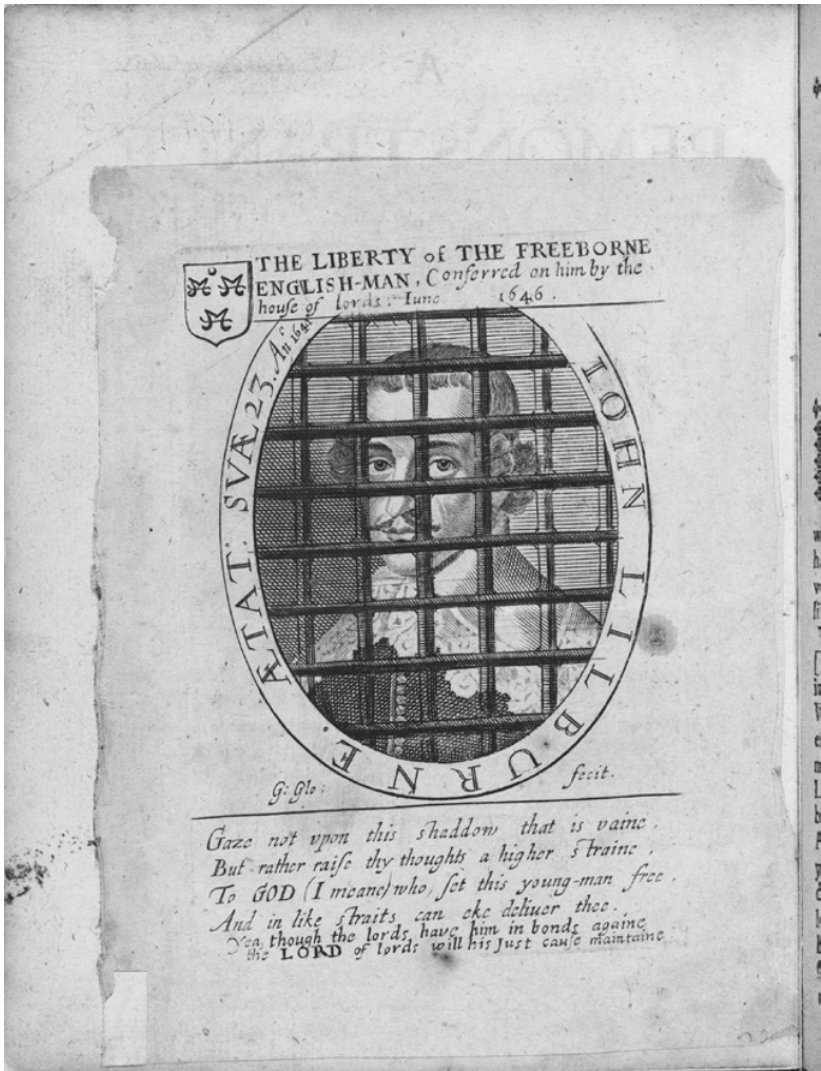 THE LIBERTY of THE FREEBORNE
ENGLISH-MAN, Conferred on him by the
house of lords: Iune 1646.
ÆTAT: SVÆ 23. An 1641
IOHN LILBURNE.
G: Glo: fecit.
Gaze not vpon this shaddow that is vaine,
But rather raise thy thoughts a higher straine,
To GOD (I meane) who, set this young-man free,
And in like straits can eke deliuer thee.
Yea though the lords have him in bonds againe
the LORD of lords will his Just cause maintaine